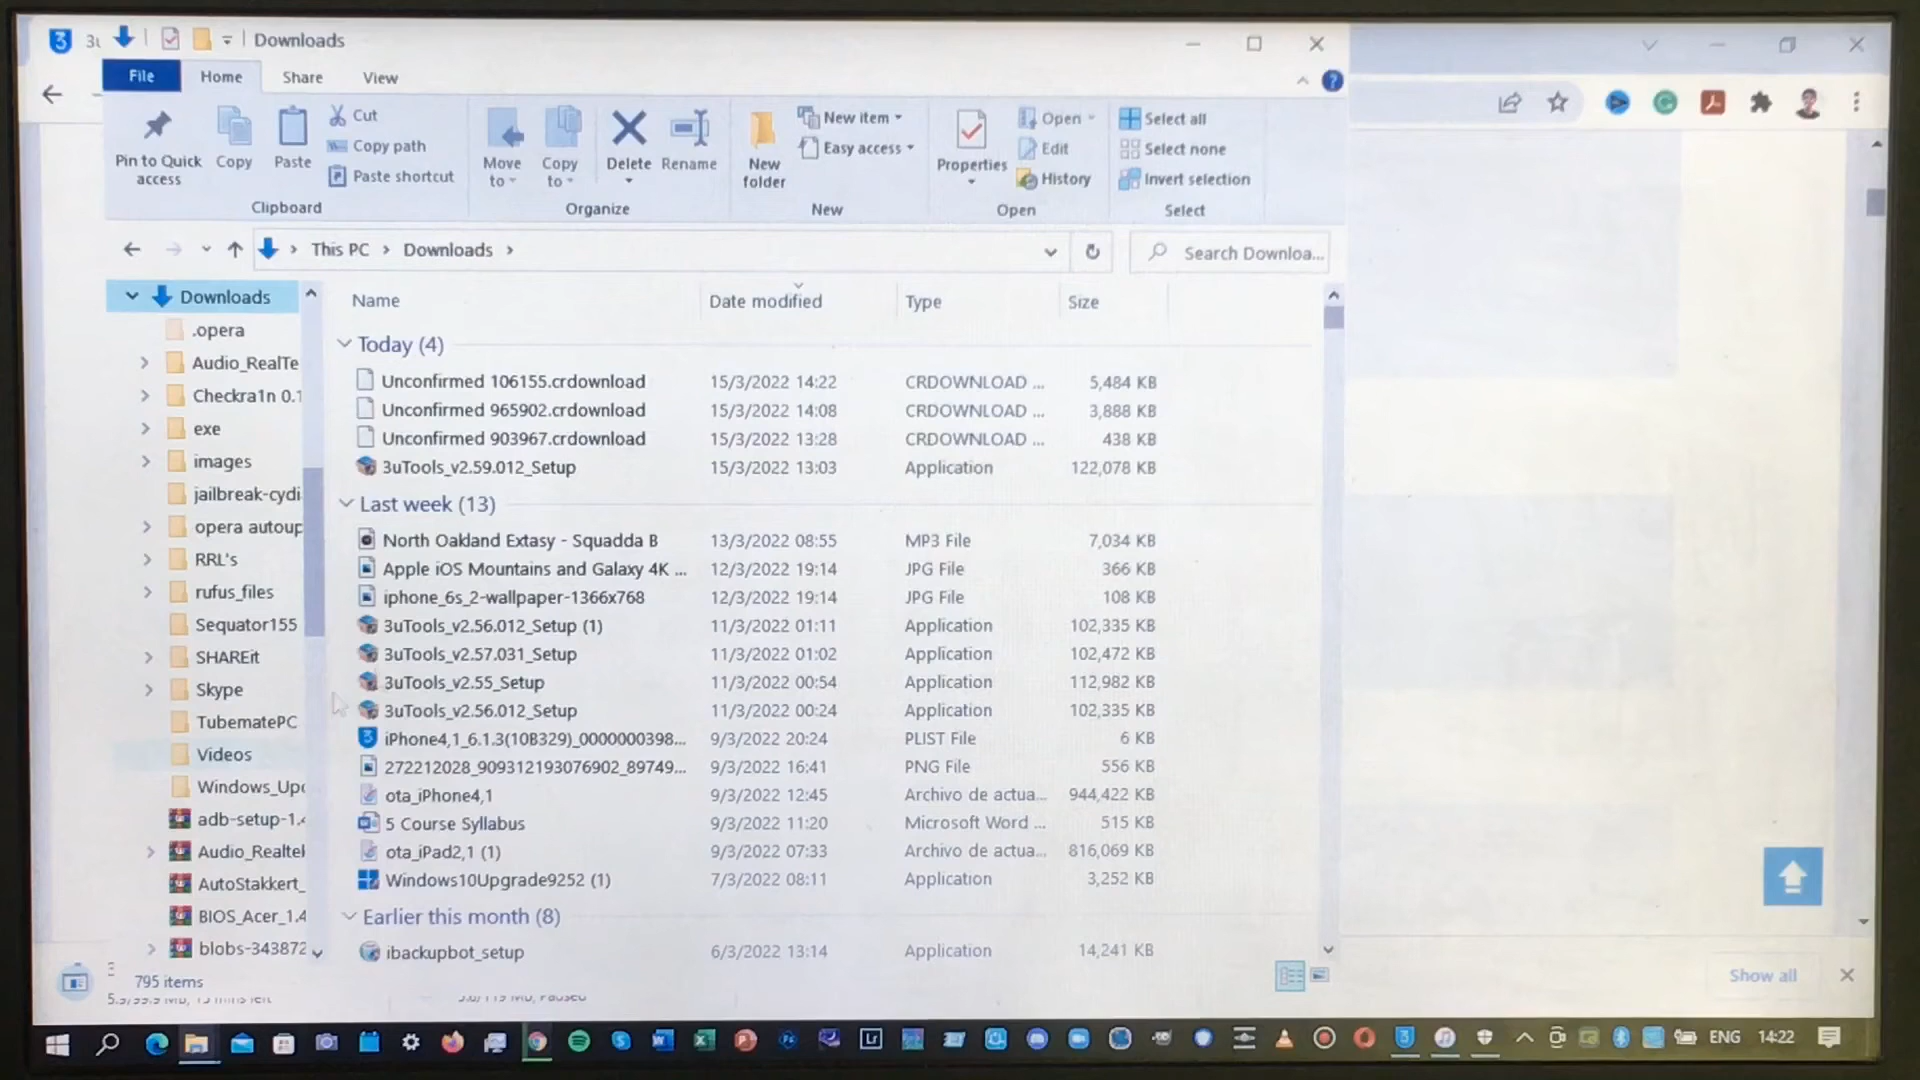 Downloads
File Home Share View
Pin to Quick access
Copy
Paste
Cut
Copy path
Paste shortcut
Clipboard
Move to
Copy to
Delete
Rename
Organize
New folder
New item
Easy access
New
Properties
Open
Edit
History
Open
Select all
Select none
Invert selection
Select
This PC > Downloads >
Search Downloa...
Downloads
.opera
Audio_RealTe
Checkra1n 0.1
exe
images
jailbreak-cydi
opera autoup
RRL's
rufus_files
Sequator155
SHAREit
Skype
TubematePC
Videos
Windows_Upd
adb-setup-1.4
Audio_Realtek
AutoStakkert_
BIOS_Acer_1.4
blobs-343872
Name Date modified Type Size
Today (4)
Unconfirmed 106155.crdownload 15/3/2022 14:22 CRDOWNLOAD ... 5,484 KB
Unconfirmed 965902.crdownload 15/3/2022 14:08 CRDOWNLOAD ... 3,888 KB
Unconfirmed 903967.crdownload 15/3/2022 13:28 CRDOWNLOAD ... 438 KB
3uTools_v2.59.012_Setup 15/3/2022 13:03 Application 122,078 KB
Last week (13)
North Oakland Extasy - Squadda B 13/3/2022 08:55 MP3 File 7,034 KB
Apple iOS Mountains and Galaxy 4K ... 12/3/2022 19:14 JPG File 366 KB
iphone_6s_2-wallpaper-1366x768 12/3/2022 19:14 JPG File 108 KB
3uTools_v2.56.012_Setup (1) 11/3/2022 01:11 Application 102,335 KB
3uTools_v2.57.031_Setup 11/3/2022 01:02 Application 102,472 KB
3uTools_v2.55_Setup 11/3/2022 00:54 Application 112,982 KB
3uTools_v2.56.012_Setup 11/3/2022 00:24 Application 102,335 KB
iPhone4,1_6.1.3(10B329)_0000000398... 9/3/2022 20:24 PLIST File 6 KB
272212028_909312193076902_89749... 9/3/2022 16:41 PNG File 556 KB
ota_iPhone4,1 9/3/2022 12:45 Archivo de actua... 944,422 KB
5 Course Syllabus 9/3/2022 11:20 Microsoft Word ... 515 KB
ota_iPad2,1 (1) 9/3/2022 07:33 Archivo de actua... 816,069 KB
Windows10Upgrade9252 (1) 7/3/2022 08:11 Application 3,252 KB
Earlier this month (8)
ibackupbot_setup 6/3/2022 13:14 Application 14,241 KB
795 items
Show all
ENG 14:22